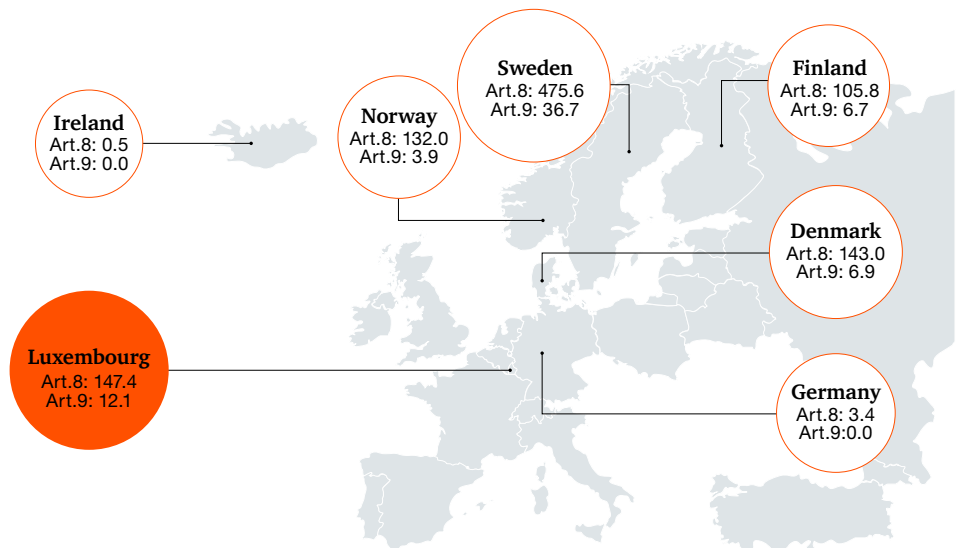 Sweden
Art.8: 475.6
Art.9: 36.7
Finland
Art.8: 105.8
Art.9: 6.7
Norway
Art.8: 132.0
Art.9: 3.9
Ireland
Art.8: 0.5
Art.9: 0.0
Denmark
Art.8: 143.0
Art.9: 6.9
Luxembourg
Art.8: 147.4
Art.9: 12.1
Germany
Art.8: 3.4
Art.9:0.0